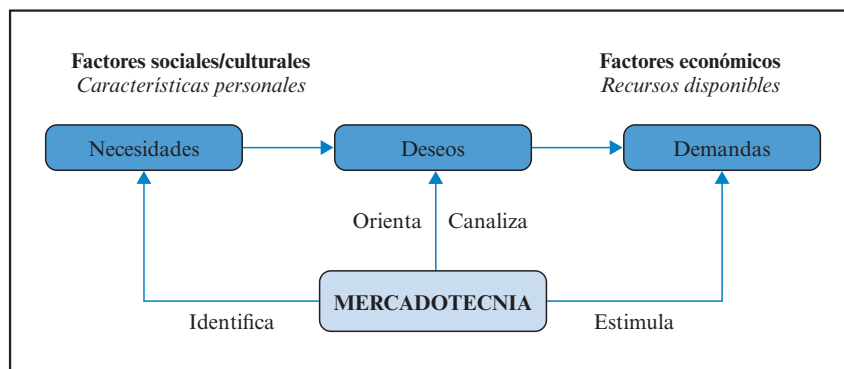 Factores sociales/culturales
Características personales
Factores económicos
Recursos disponibles
Necesidades
Deseos
Demandas
Orienta
Canaliza
MERCADOTECNIA
Identifica
Estimula